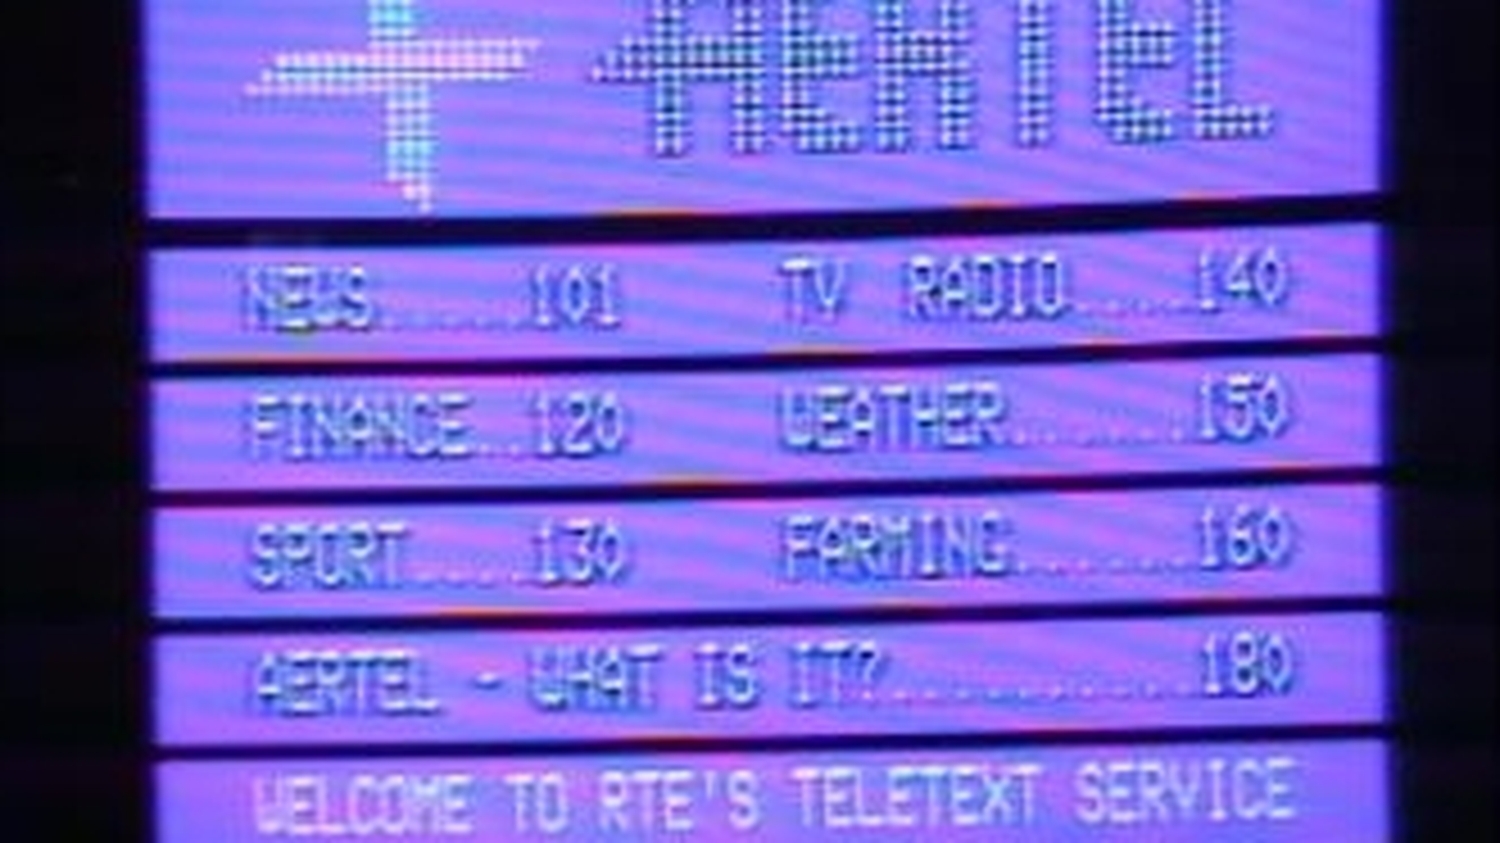 AERTEL
NEWS.......101 TV RADIO.....140
FINANCE..120 WEATHER.......150
SPORT.....130 FARMING.......160
AERTEL - WHAT IS IT?............180
WELCOME TO RTE'S TELETEXT SERVICE